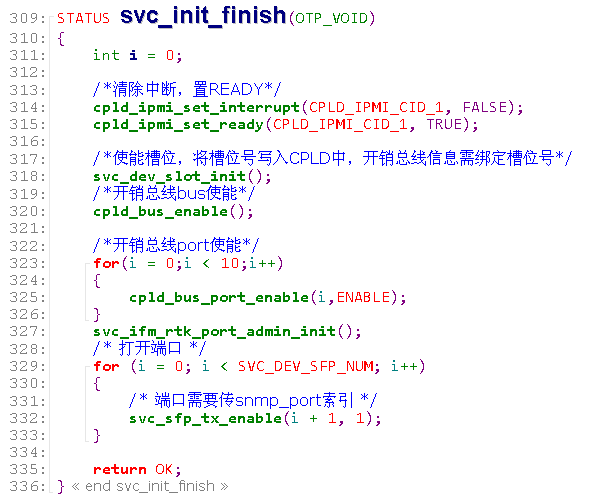 309: STATUS svc_init_finish(OTP_VOID)
310: {
311:     int i = 0;
312:
313:     /*清除中断，置READY*/
314:     cpld_ipmi_set_interrupt(CPLD_IPMI_CID_1, FALSE);
315:     cpld_ipmi_set_ready(CPLD_IPMI_CID_1, TRUE);
316:
317:     /*使能槽位，将槽位号写入CPLD中，开销总线信息需绑定槽位号*/
318:     svc_dev_slot_init();
319:     /*开销总线bus使能*/
320:     cpld_bus_enable();
321:
322:     /*开销总线port使能*/
323:     for(i = 0;i < 10;i++)
324:     {
325:         cpld_bus_port_enable(i,ENABLE);
326:     }
327:     svc_ifm_rtk_port_admin_init();
328:     /* 打开端口 */
329:     for (i = 0; i < SVC_DEV_SFP_NUM; i++)
330:     {
331:         /* 端口需要传snmp_port索引 */
332:         svc_sfp_tx_enable(i + 1, 1);
333:     }
334:
335:     return OK;
336: } « end svc_init_finish »